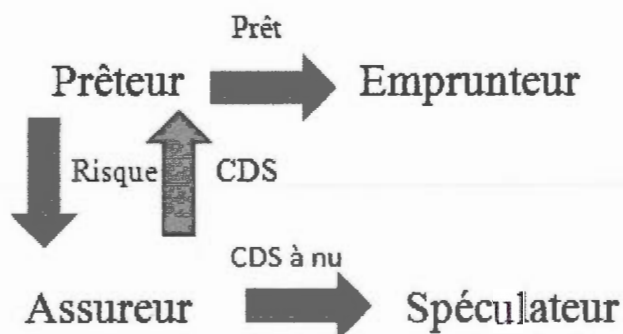 Prêt
Prêteur Emprunteur
Risque CDS
CDS à nu
Assureur Spéculateur